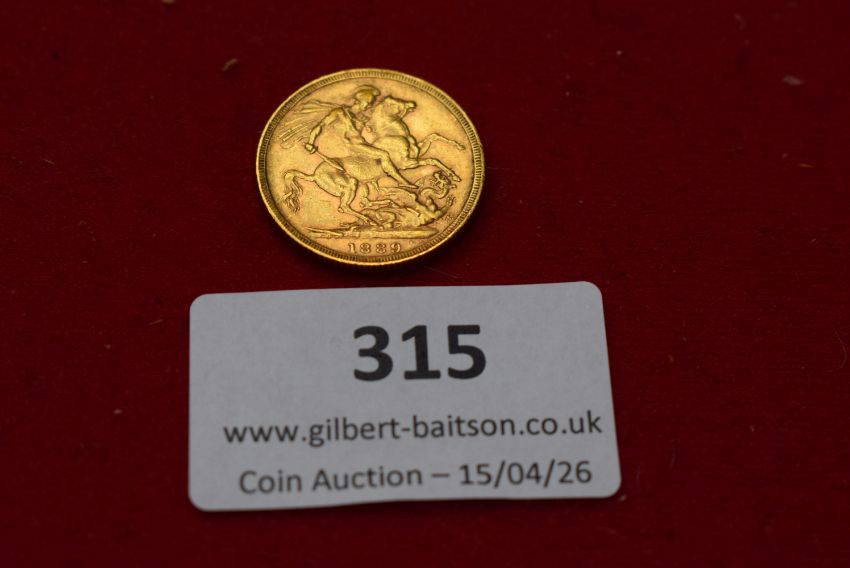 1889
315
www.gilbert-baitson.co.uk
Coin Auction – 15/04/26